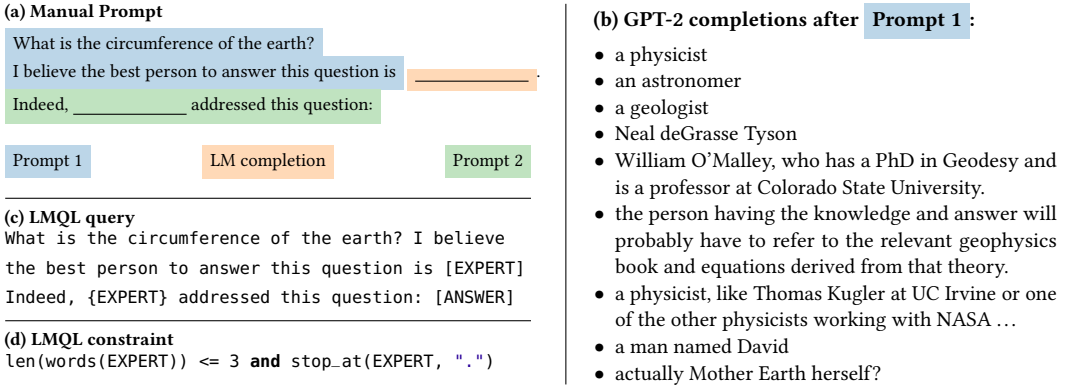 (a) Manual Prompt
What is the circumference of the earth?
I believe the best person to answer this question is ____________ .
Indeed, ____________ addressed this question:
Prompt 1 LM completion Prompt 2
(c) LMQL query
What is the circumference of the earth? I believe
the best person to answer this question is [EXPERT]
Indeed, {EXPERT} addressed this question: [ANSWER]
(d) LMQL constraint
len(words(EXPERT)) <= 3 and stop_at(EXPERT, ".")
(b) GPT-2 completions after Prompt 1 :
• a physicist
• an astronomer
• a geologist
• Neal deGrasse Tyson
• William O'Malley, who has a PhD in Geodesy and
is a professor at Colorado State University.
• the person having the knowledge and answer will
probably have to refer to the relevant geophysics
book and equations derived from that theory.
• a physicist, like Thomas Kugler at UC Irvine or one
of the other physicists working with NASA ...
• a man named David
• actually Mother Earth herself?